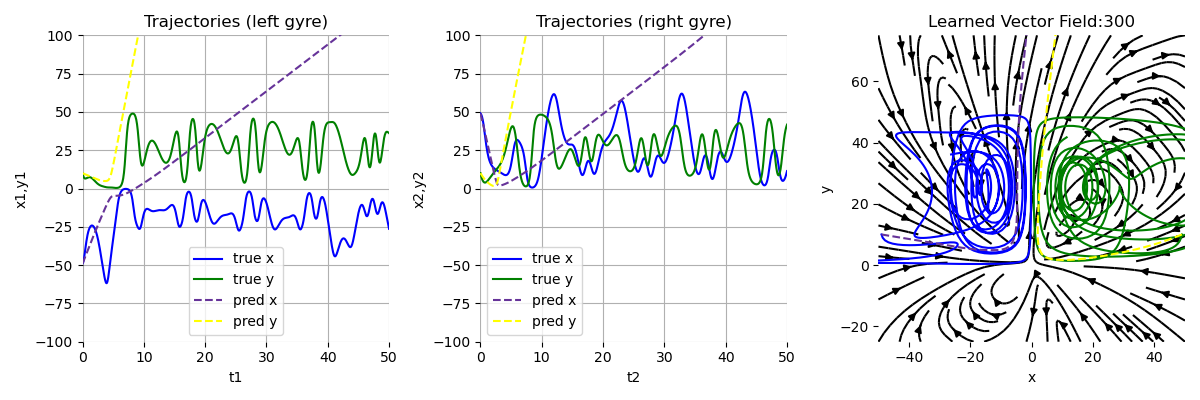 Trajectories (left gyre)
100
75
50
25
0
−25
−50
−75
−100
x1,y1
0 10 20 30 40 50
t1
true x
true y
pred x
pred y
Trajectories (right gyre)
100
75
50
25
0
−25
−50
−75
−100
x2,y2
0 10 20 30 40 50
t2
true x
true y
pred x
pred y
Learned Vector Field:300
60
40
20
0
−20
y
−40 −20 0 20 40
x